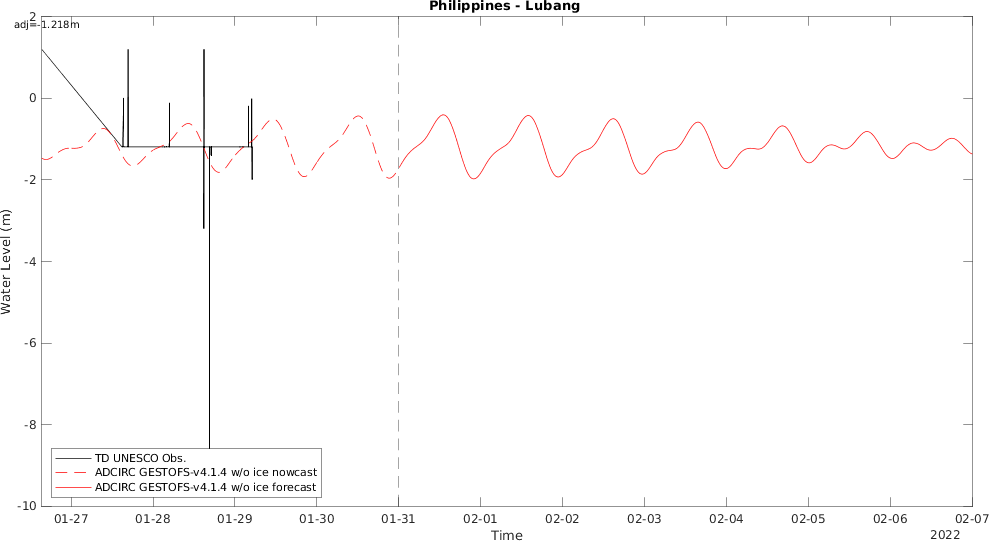 Philippines - Lubang
adj=-1.218m
2
0
-2
-4
-6
-8
-10
Water Level (m)
TD UNESCO Obs.
ADCIRC GESTOFS-v4.1.4 w/o ice nowcast
ADCIRC GESTOFS-v4.1.4 w/o ice forecast
01-27 01-28 01-29 01-30 01-31 02-01 02-02 02-03 02-04 02-05 02-06 02-07
Time
2022